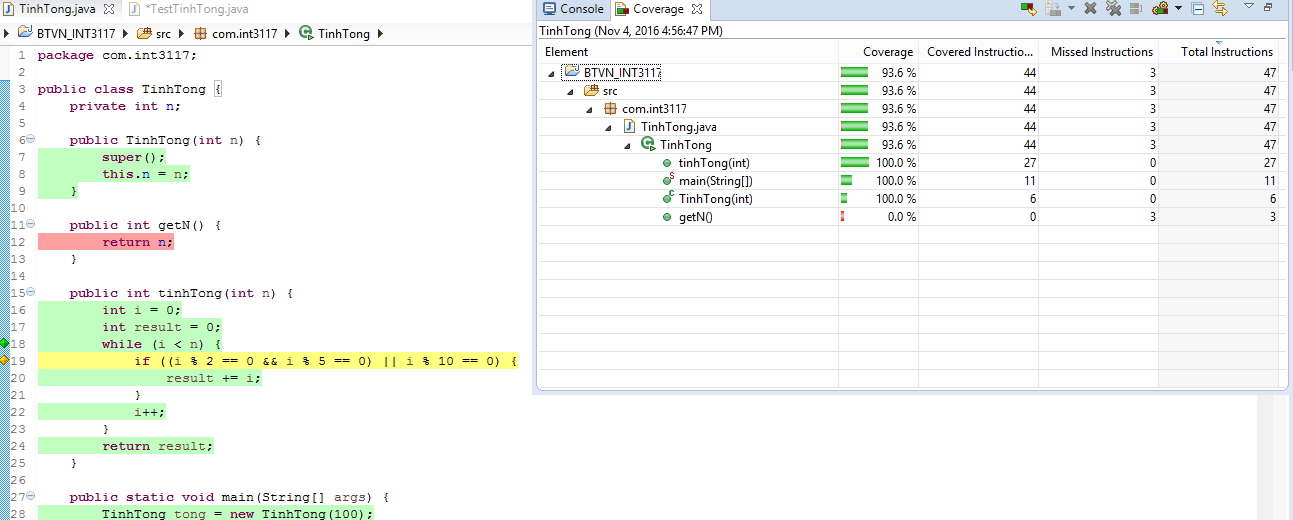 TinhTong.java
*TestTinhTong.java
BTVN_INT3117 src com.int3117 TinhTong
1 package com.int3117;
2
3 public class TinhTong {
4 private int n;
5
6 public TinhTong(int n) {
7 super();
8 this.n = n;
9 }
10
11 public int getN() {
12 return n;
13 }
14
15 public int tinhTong(int n) {
16 int i = 0;
17 int result = 0;
18 while (i < n) {
19 if ((i % 2 == 0 && i % 5 == 0) || i % 10 == 0) {
20 result += i;
21 }
22 i++;
23 }
24 return result;
25 }
26
27 public static void main(String[] args) {
28 TinhTong tong = new TinhTong(100);
Console Coverage
TinhTong (Nov 4, 2016 4:56:47 PM)
Element Coverage Covered Instructio... Missed Instructions Total Instructions
BTVN_INT3117 93.6 % 44 3 47
src 93.6 % 44 3 47
com.int3117 93.6 % 44 3 47
TinhTong.java 93.6 % 44 3 47
TinhTong 93.6 % 44 3 47
tinhTong(int) 100.0 % 27 0 27
main(String[]) 100.0 % 11 0 11
TinhTong(int) 100.0 % 6 0 6
getN() 0.0 % 0 3 3